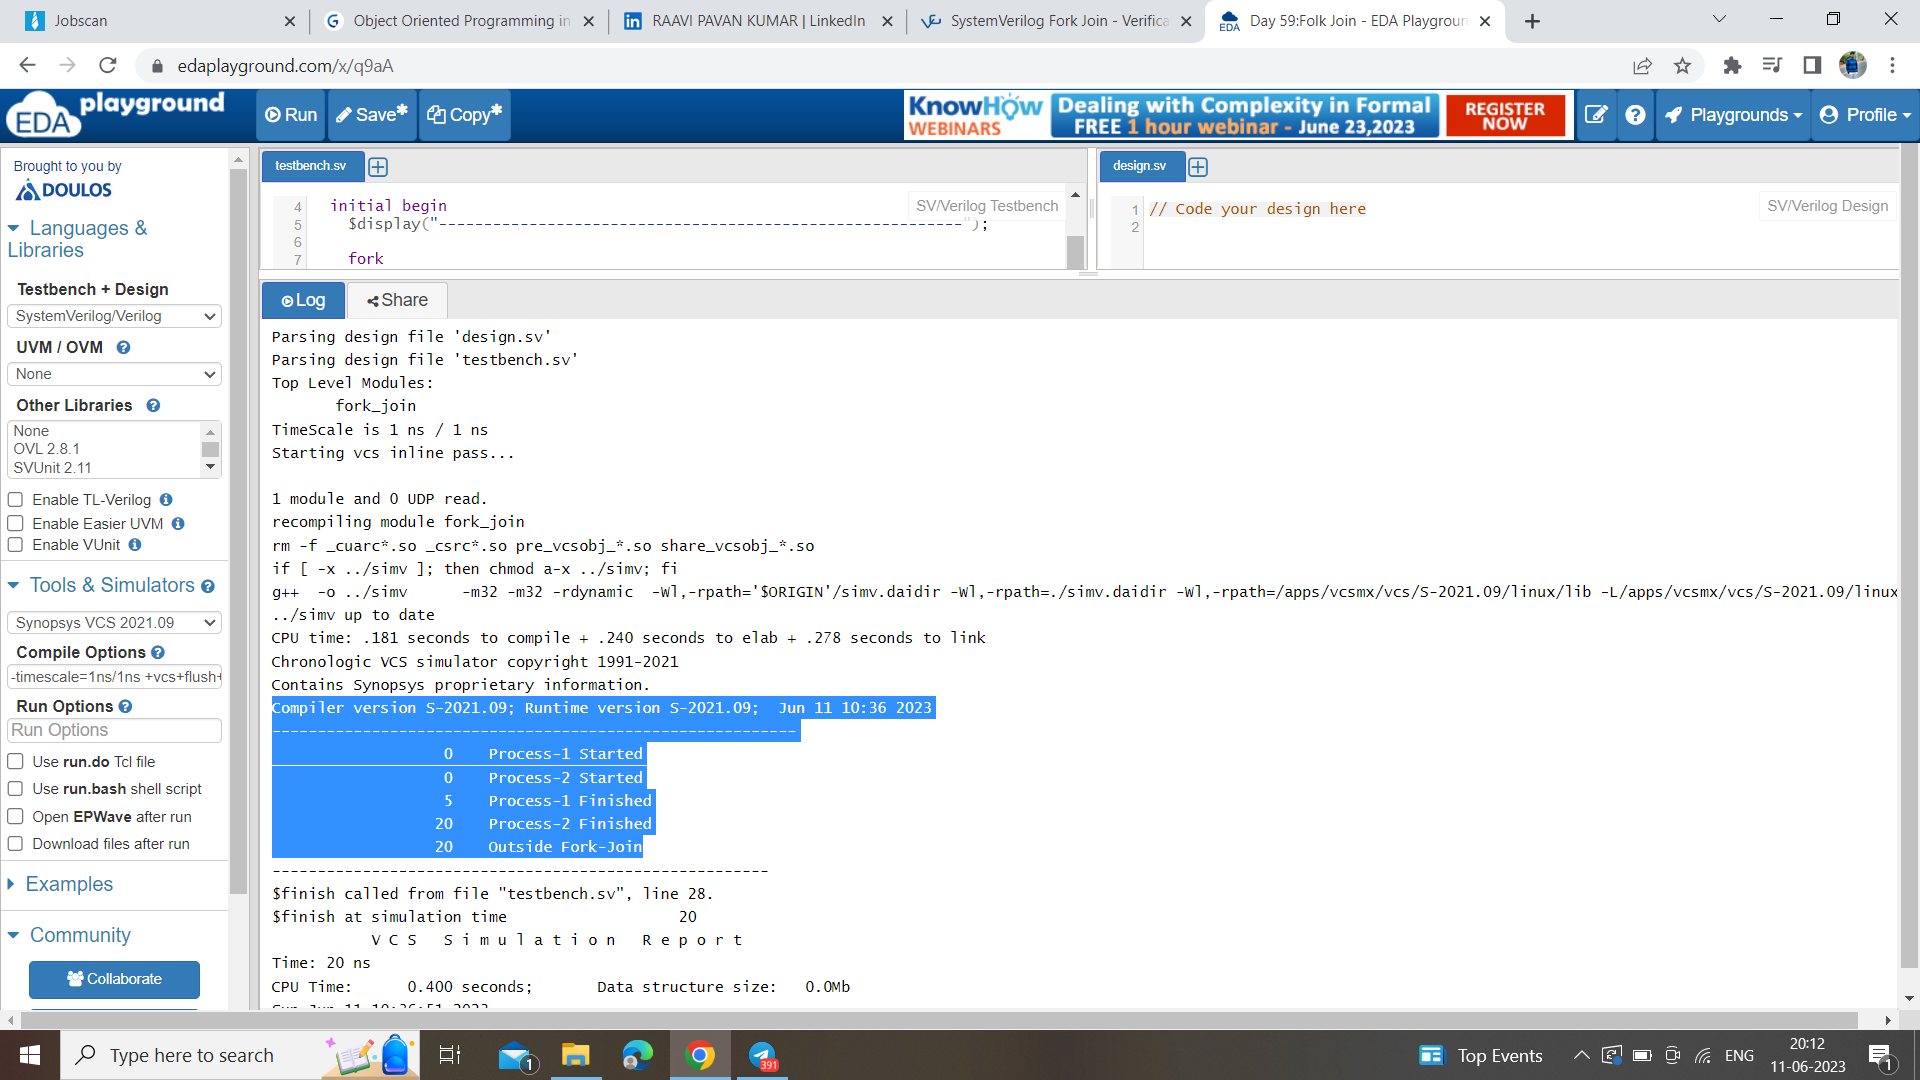 Jobscan
Object Oriented Programming in
RAAVI PAVAN KUMAR | LinkedIn
SystemVerilog Fork Join - Verifica
Day 59:Folk Join - EDA Playgroun
edaplayground.com/x/q9aA
EDA playground
Run
Save*
Copy*
KnowHow WEBINARS
Dealing with Complexity in Formal
FREE 1 hour webinar - June 23,2023
REGISTER NOW
Playgrounds
Profile
Brought to you by
DOULOS
Languages & Libraries
Testbench + Design
SystemVerilog/Verilog
UVM / OVM
None
Other Libraries
None
OVL 2.8.1
SVUnit 2.11
Enable TL-Verilog
Enable Easier UVM
Enable VUnit
Tools & Simulators
Synopsys VCS 2021.09
Compile Options
-timescale=1ns/1ns +vcs+flush+
Run Options
Run Options
Use run.do Tcl file
Use run.bash shell script
Open EPWave after run
Download files after run
Examples
Community
Collaborate
testbench.sv
SV/Verilog Testbench
4 initial begin
5 $display("----------------------------------------------------------");
6
7 fork
design.sv
SV/Verilog Design
1 // Code your design here
2
Log
Share
Parsing design file 'design.sv'
Parsing design file 'testbench.sv'
Top Level Modules:
fork_join
TimeScale is 1 ns / 1 ns
Starting vcs inline pass...
1 module and 0 UDP read.
recompiling module fork_join
rm -f _cuarc*.so _csrc*.so pre_vcsobj_*.so share_vcsobj_*.so
if [ -x ../simv ]; then chmod a-x ../simv; fi
g++ -o ../simv -m32 -m32 -rdynamic -Wl,-rpath='$ORIGIN'/simv.daidir -Wl,-rpath=./simv.daidir -Wl,-rpath=/apps/vcsmx/vcs/S-2021.09/linux/lib -L/apps/vcsmx/vcs/S-2021.09/linux
../simv up to date
CPU time: .181 seconds to compile + .240 seconds to elab + .278 seconds to link
Chronologic VCS simulator copyright 1991-2021
Contains Synopsys proprietary information.
Compiler version S-2021.09; Runtime version S-2021.09; Jun 11 10:36 2023
----------------------------------------------------------
0 Process-1 Started
0 Process-2 Started
5 Process-1 Finished
20 Process-2 Finished
20 Outside Fork-Join
-------------------------------------------------------
$finish called from file "testbench.sv", line 28.
$finish at simulation time 20
V C S S i m u l a t i o n R e p o r t
Time: 20 ns
CPU Time: 0.400 seconds; Data structure size: 0.0Mb
Sun Jun 11 10:36:51 2023
Type here to search
1
391
Top Events
ENG
20:12
11-06-2023
1